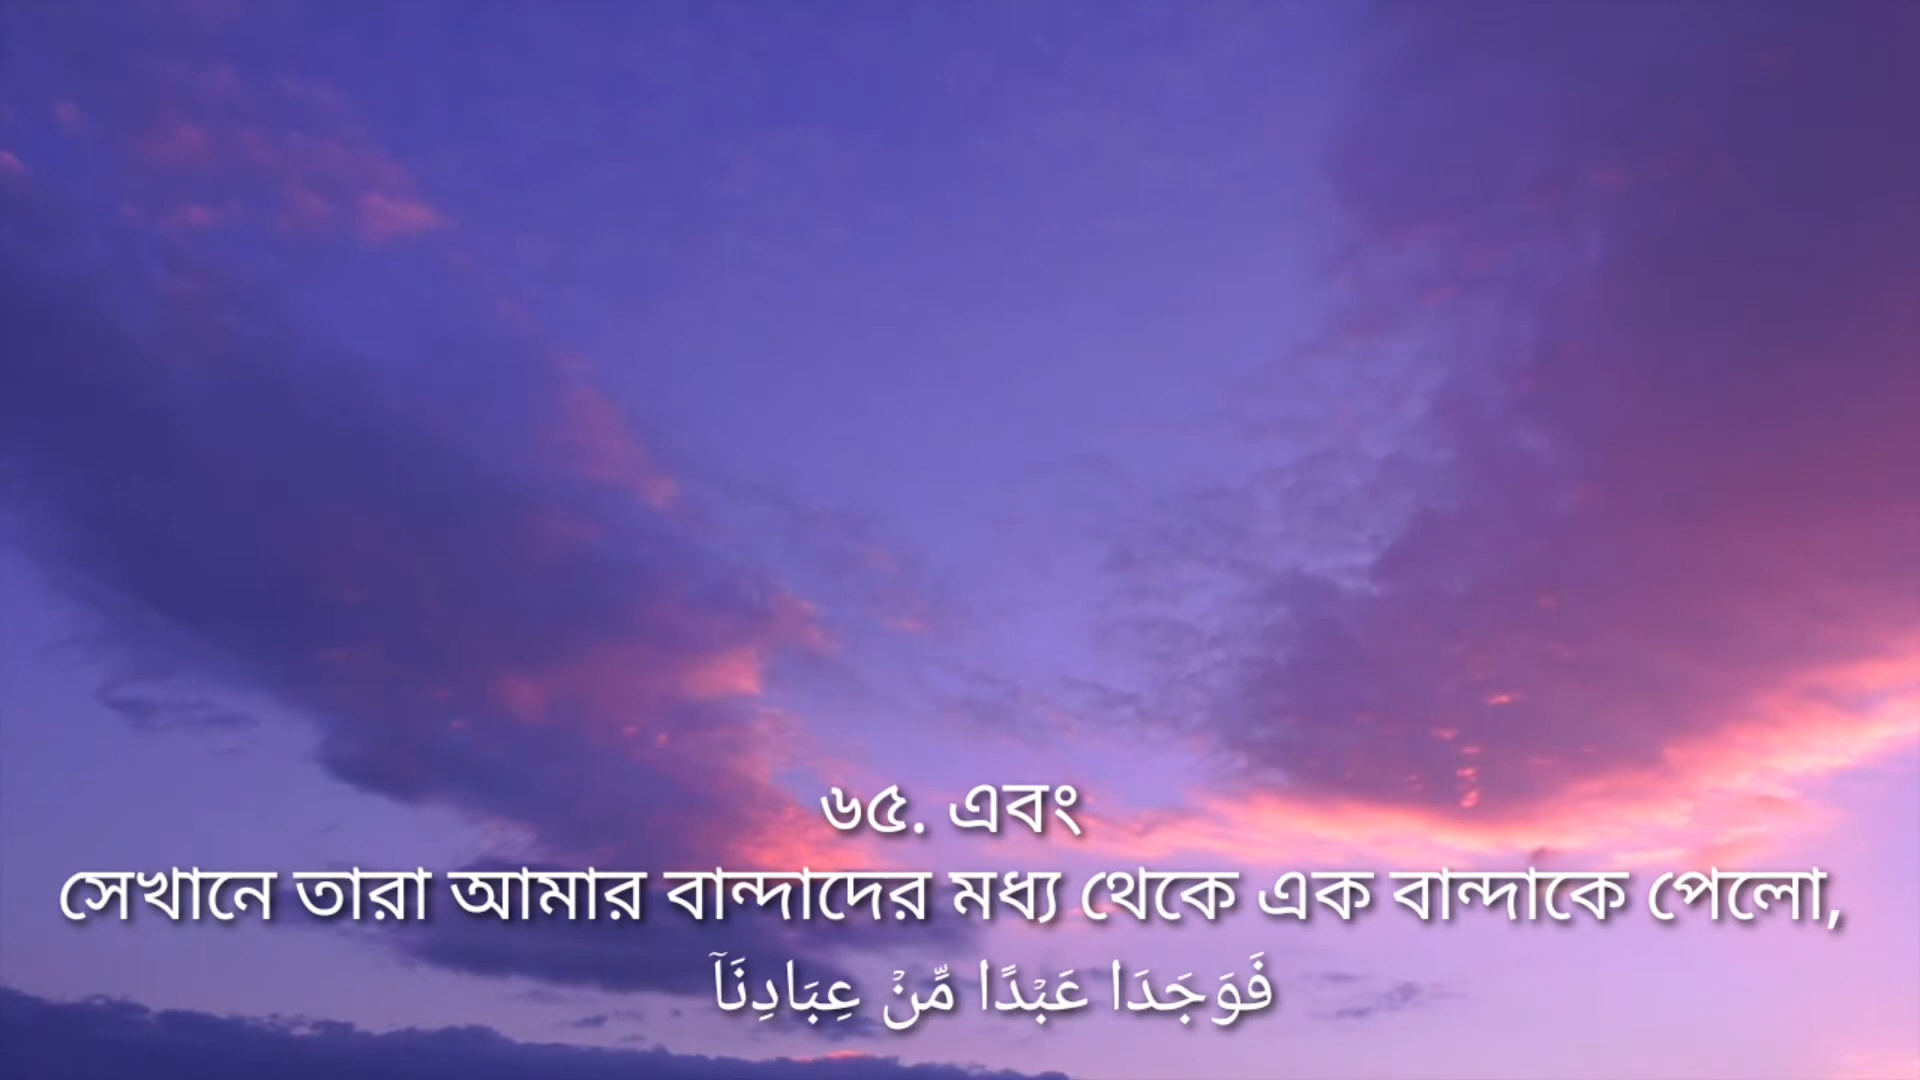 ৬৫. এবং
সেখানে তারা আমার বান্দাদের মধ্য থেকে এক বান্দাকে পেলো,
فَوَجَدَا عَبْدًا مِّنْ عِبَادِنَآ